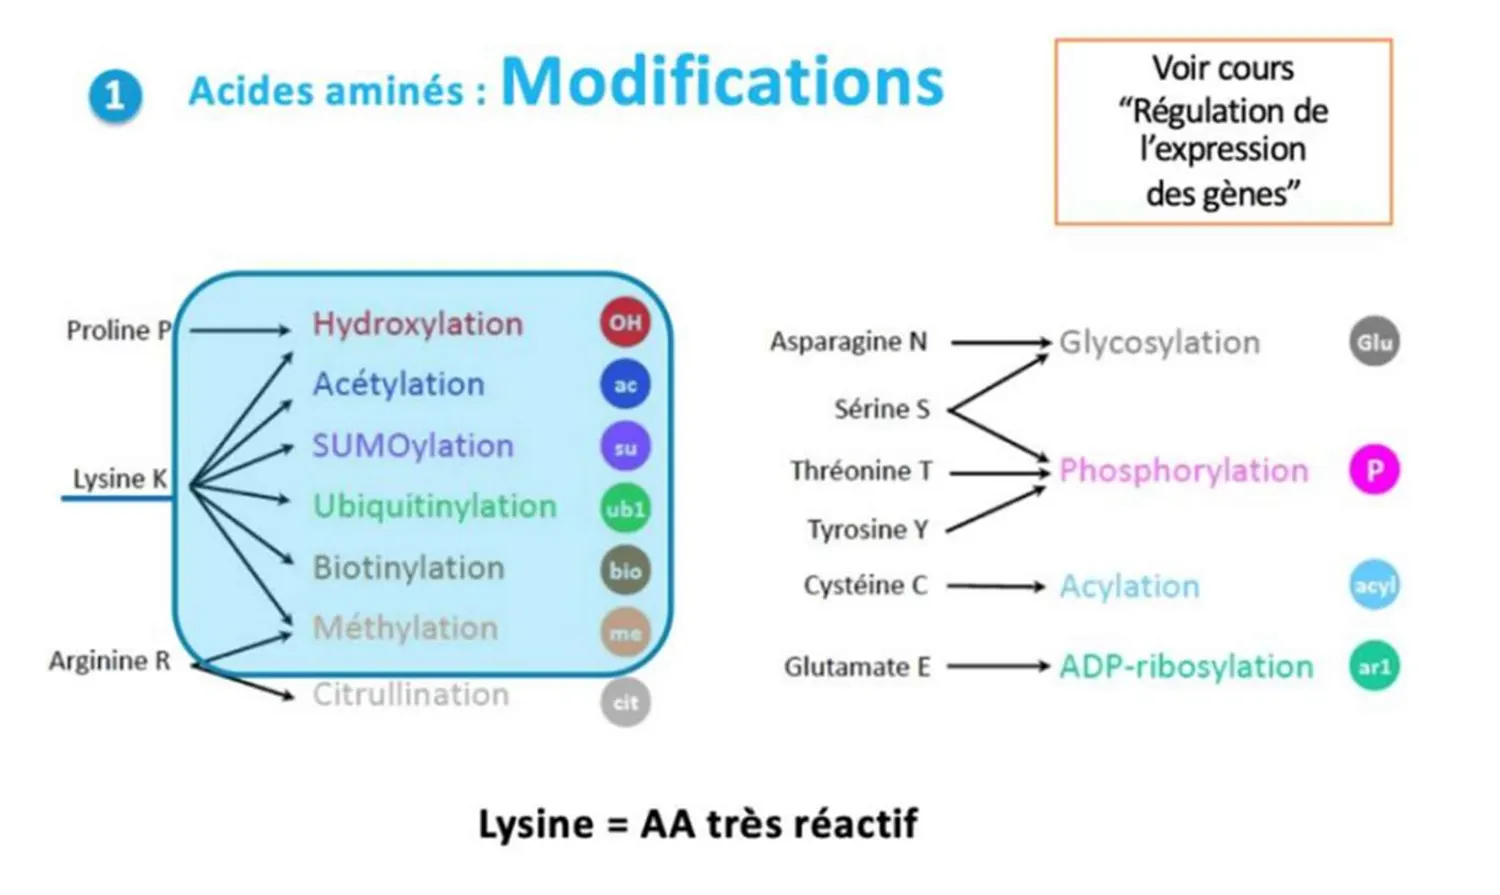 1 Acides aminés : Modifications
Voir cours
“Régulation de
l’expression
des gènes”
Proline P
Hydroxylation
OH
Acétylation
ac
SUMOylation
su
Lysine K
Ubiquitinylation
ub1
Biotinylation
bio
Méthylation
me
Arginine R
Citrullination
cit
Asparagine N
Glycosylation
Glu
Sérine S
Thréonine T
Phosphorylation
P
Tyrosine Y
Cystéine C
Acylation
acyl
Glutamate E
ADP-ribosylation
ar1
Lysine = AA très réactif